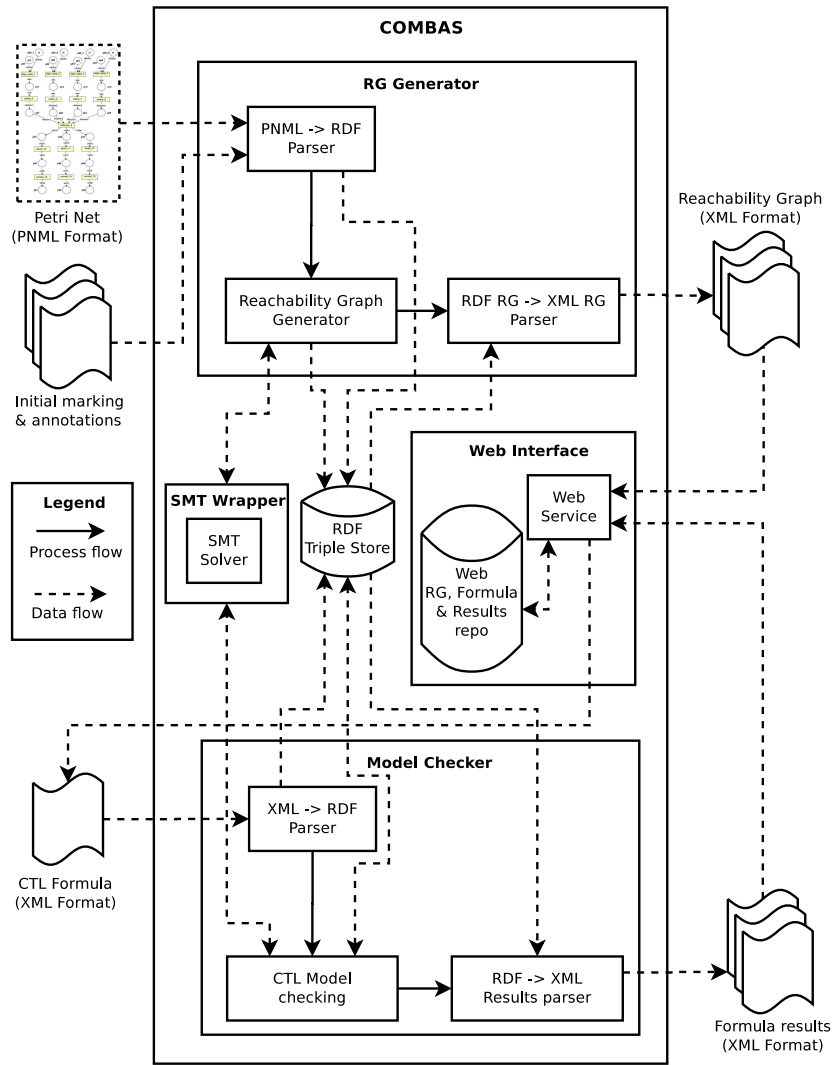 COMBAS
RG Generator
PNML -> RDF
Parser
Petri Net
(PNML Format)
Reachability Graph
(XML Format)
Reachability Graph
Generator
RDF RG -> XML RG
Parser
Initial marking
& annotations
Web Interface
Legend
Process flow
Data flow
SMT Wrapper
SMT
Solver
RDF
Triple Store
Web
Service
Web
RG, Formula
& Results
repo
Model Checker
XML -> RDF
Parser
CTL Formula
(XML Format)
CTL Model
checking
RDF -> XML
Results parser
Formula results
(XML Format)